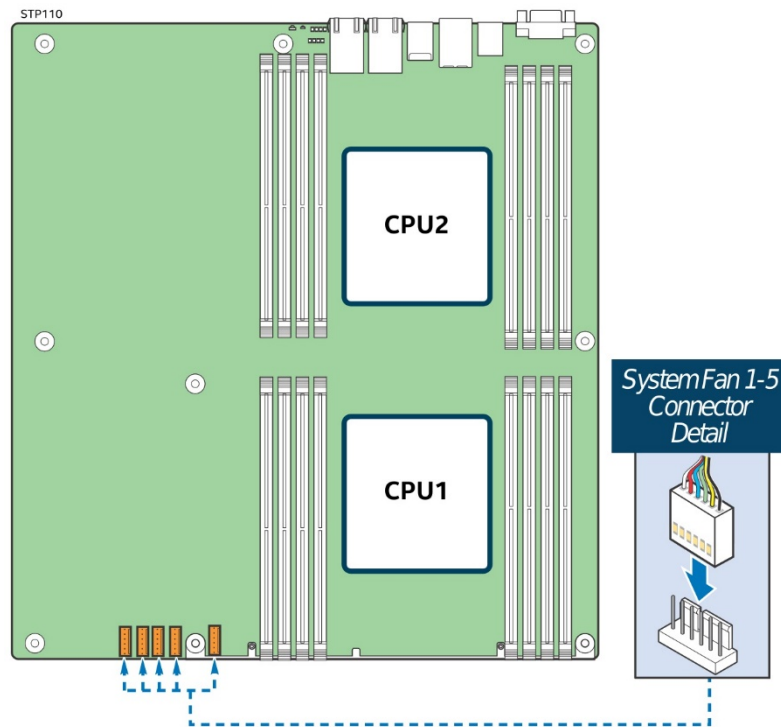 STP110
CPU2
System Fan 1-5
Connector
Detail
CPU1